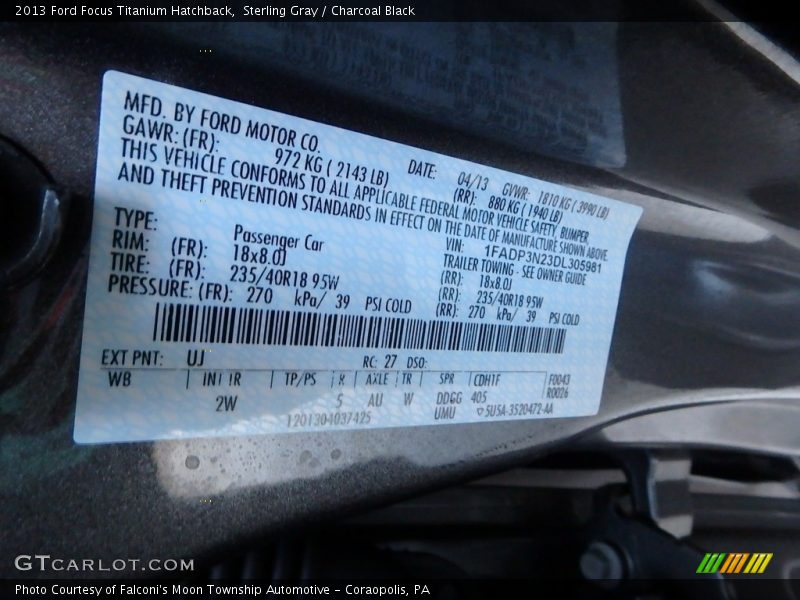 2013 Ford Focus Titanium Hatchback, Sterling Gray / Charcoal Black
MFD. BY FORD MOTOR CO.
DATE: 04/13 GVWR: 1810 KG ( 3990 LB)
GAWR: (FR): 972 KG ( 2143 LB) (RR): 880 KG ( 1940 LB)
THIS VEHICLE CONFORMS TO ALL APPLICABLE FEDERAL MOTOR VEHICLE SAFETY, BUMPER,
AND THEFT PREVENTION STANDARDS IN EFFECT ON THE DATE OF MANUFACTURE SHOWN ABOVE.
VIN: 1FADP3N23DL305981
TYPE: Passenger Car TRAILER TOWING - SEE OWNER GUIDE
RIM: (FR): 18x8.0J (RR): 18x8.0J
TIRE: (FR): 235/40R18 95W (RR): 235/40R18 95W
PRESSURE: (FR): 270 kPa/ 39 PSI COLD (RR): 270 kPa/ 39 PSI COLD
EXT PNT: UJ RC: 27 DSO:
WB INT TR TP/PS R AXLE TR SPR CDH1F F0043
R0026
2W 5 AU W DDGG 405
1201304037425 UMU 5U5A-3520472-AA
GTCARLOT.COM
Photo Courtesy of Falconi's Moon Township Automotive - Coraopolis, PA